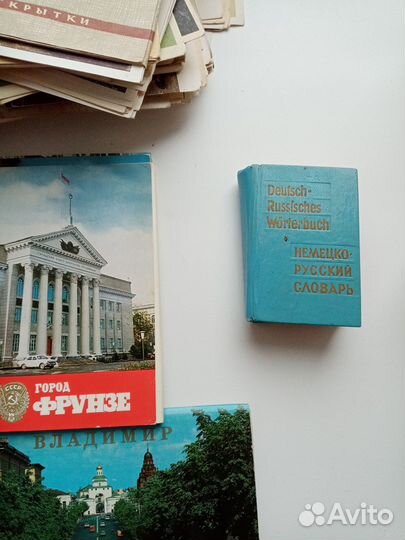 КРЫТКИ
Deutsch-
Russisches
Wörterbuch
НЕМЕЦКО-
РУССКИЙ
СЛОВАРЬ
СССР
ГОРОД
ФРУНЗЕ
ВЛАДИМИР
Avito